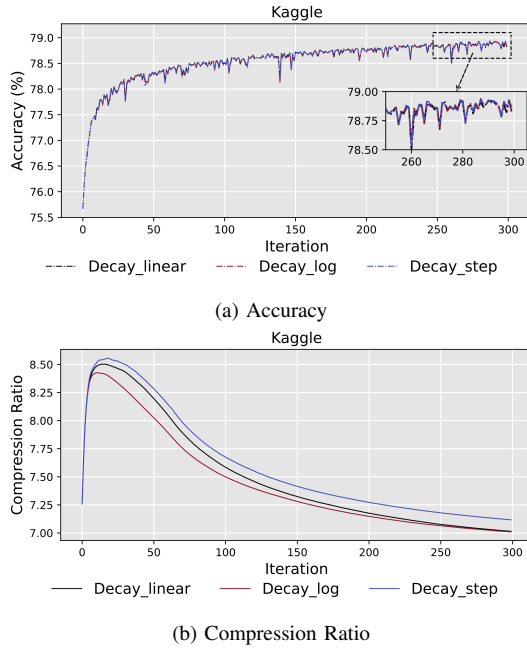 Kaggle
79.0
78.5
78.0
77.5
77.0
76.5
76.0
75.5
Accuracy (%)
79.00
78.75
78.50
260 280 300
0 50 100 150 200 250 300
Iteration
Decay_linear Decay_log Decay_step
(a) Accuracy
Kaggle
8.50
8.25
8.00
7.75
7.50
7.25
7.00
Compression Ratio
0 50 100 150 200 250 300
Iteration
Decay_linear Decay_log Decay_step
(b) Compression Ratio